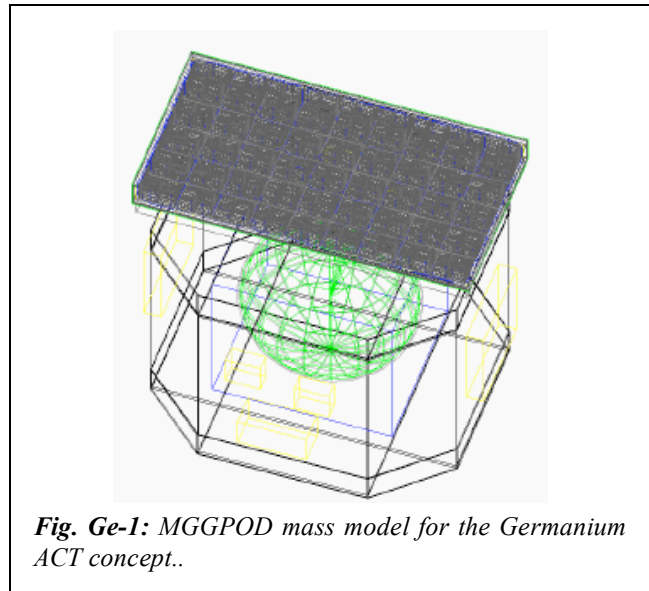 Fig. Ge-1: MGGPOD mass model for the Germanium
ACT concept..